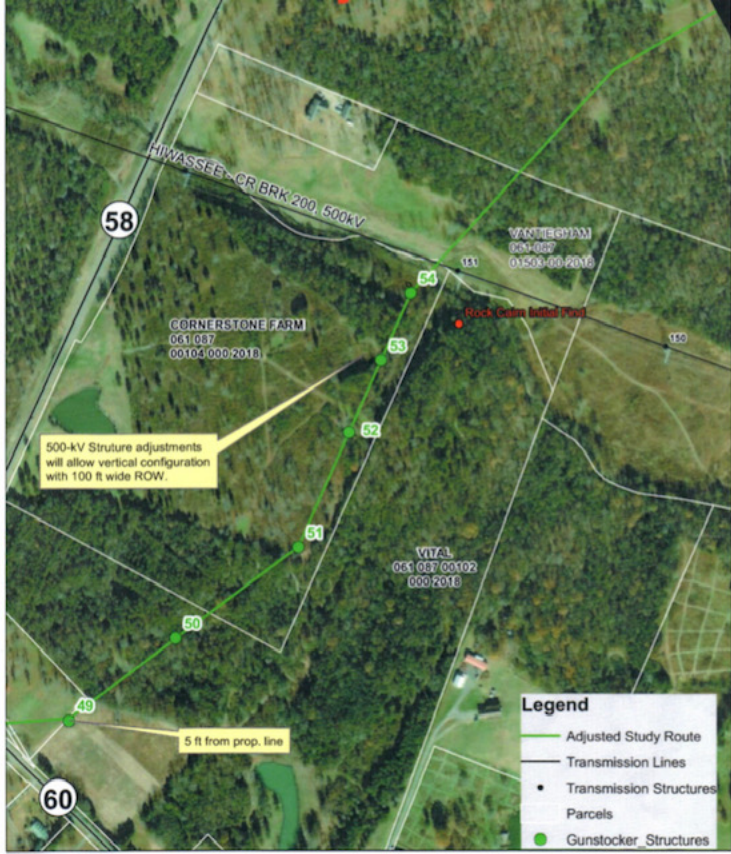 HIWASSEE - CR BRK 200, 500kV
58
VANTIEGHAM
061 087
01503 00 2018
151
54
Rock Cairn Initial Find
CORNERSTONE FARM
061 087
00104 000 2018
53
150
52
500-kV Struture adjustments
will allow vertical configuration
with 100 ft wide ROW.
51
VITAL
061 087 00102
000 2018
50
49
5 ft from prop. line
60
Legend
Adjusted Study Route
Transmission Lines
Transmission Structures
Parcels
Gunstocker_Structures